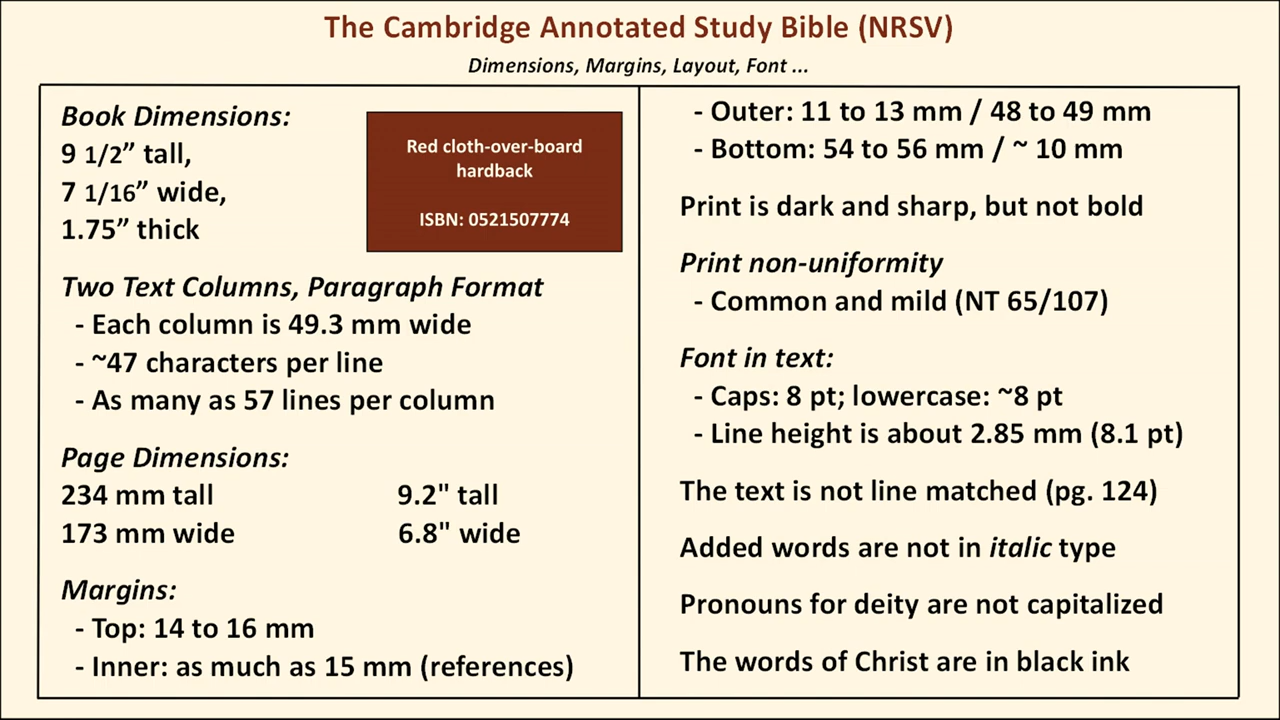 The Cambridge Annotated Study Bible (NRSV)
Dimensions, Margins, Layout, Font ...
Book Dimensions:
9 1/2” tall,
7 1/16” wide,
1.75” thick
Red cloth-over-board
hardback
ISBN: 0521507774
Two Text Columns, Paragraph Format
- Each column is 49.3 mm wide
- ~47 characters per line
- As many as 57 lines per column
Page Dimensions:
234 mm tall 9.2" tall
173 mm wide 6.8" wide
Margins:
- Top: 14 to 16 mm
- Inner: as much as 15 mm (references)
- Outer: 11 to 13 mm / 48 to 49 mm
- Bottom: 54 to 56 mm / ~ 10 mm
Print is dark and sharp, but not bold
Print non-uniformity
- Common and mild (NT 65/107)
Font in text:
- Caps: 8 pt; lowercase: ~8 pt
- Line height is about 2.85 mm (8.1 pt)
The text is not line matched (pg. 124)
Added words are not in italic type
Pronouns for deity are not capitalized
The words of Christ are in black ink